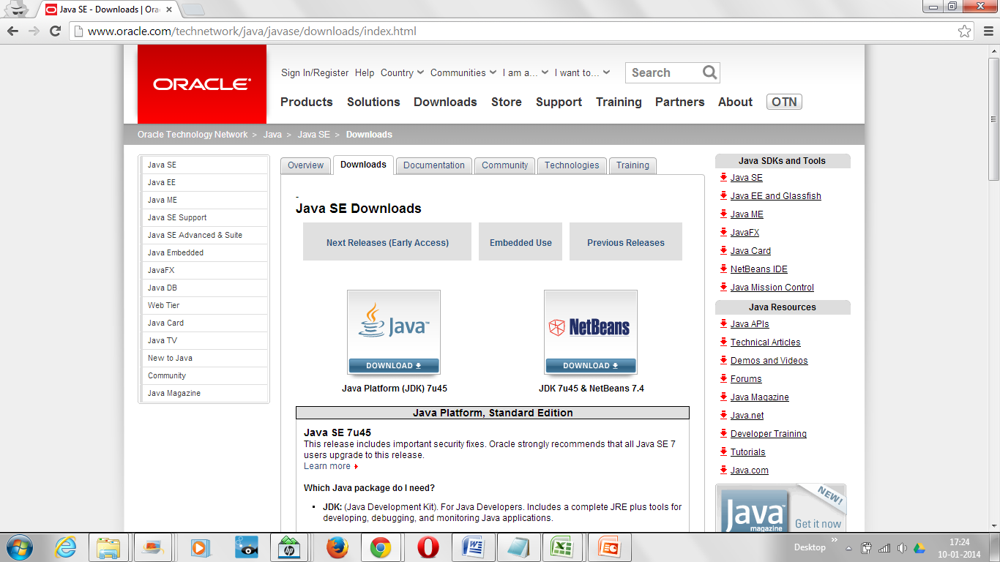 Java SE - Downloads | Ora
www.oracle.com/technetwork/java/javase/downloads/index.html
ORACLE
Sign In/Register Help Country Communities I am a... I want to... Search
Products Solutions Downloads Store Support Training Partners About OTN
Oracle Technology Network > Java > Java SE > Downloads
Java SE
Java EE
Java ME
Java SE Support
Java SE Advanced & Suite
Java Embedded
JavaFX
Java DB
Web Tier
Java Card
Java TV
New to Java
Community
Java Magazine
Overview Downloads Documentation Community Technologies Training
-
Java SE Downloads
Next Releases (Early Access) Embedded Use Previous Releases
Java
DOWNLOAD
Java Platform (JDK) 7u45
NetBeans
DOWNLOAD
JDK 7u45 & NetBeans 7.4
Java Platform, Standard Edition
Java SE 7u45
This release includes important security fixes. Oracle strongly recommends that all Java SE 7
users upgrade to this release.
Learn more
Which Java package do I need?
JDK: (Java Development Kit). For Java Developers. Includes a complete JRE plus tools for
developing, debugging, and monitoring Java applications.
Java SDKs and Tools
Java SE
Java EE and Glassfish
Java ME
JavaFX
Java Card
NetBeans IDE
Java Mission Control
Java Resources
Java APIs
Technical Articles
Demos and Videos
Forums
Java Magazine
Java.net
Developer Training
Tutorials
Java.com
NEW!
Java
magazine
Get it now
hp
Desktop
17:24
10-01-2014